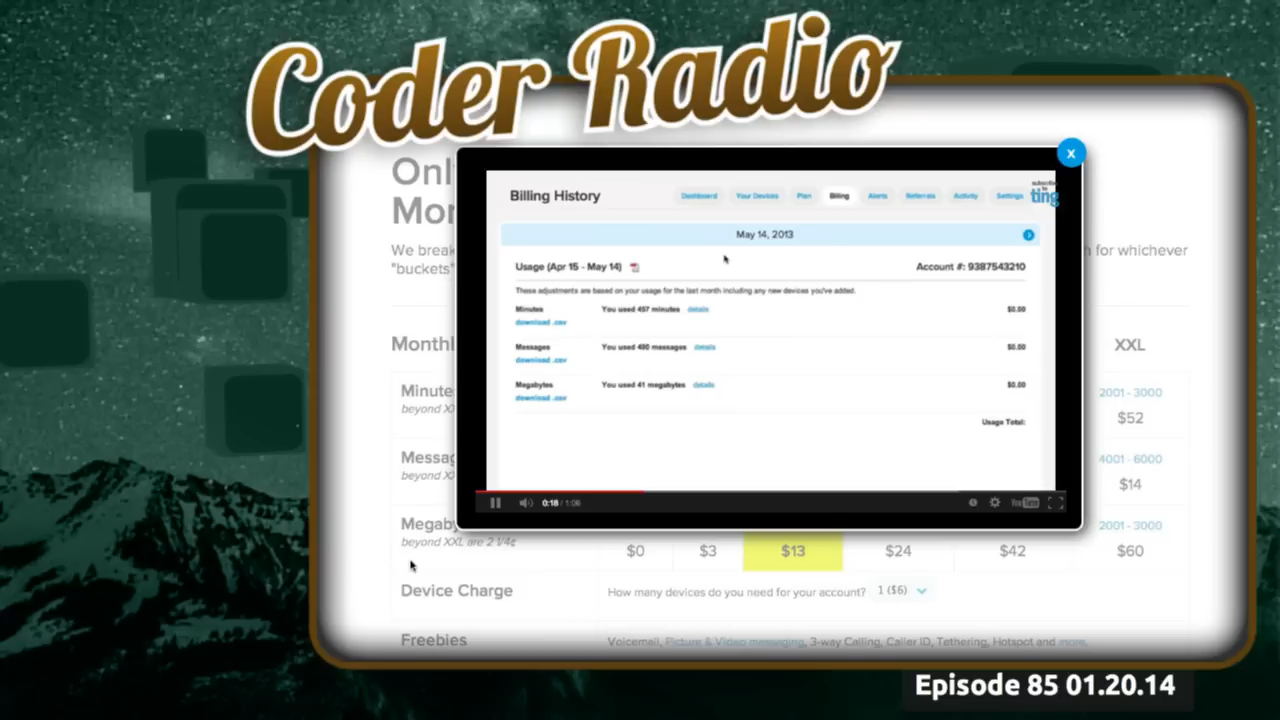 Coder Radio
Onl
Mor
We break
"buckets"
h for whichever
Billing History
Dashboard Your Devices Plan Billing Alerts Referrals Activity Settings
subscribe to
ting
May 14, 2013
Usage (Apr 15 - May 14)
Account #: 9387543210
These adjustments are based on your usage for the last month including any new devices you've added.
Minutes You used 457 minutes details $0.00
download .csv
Messages You used 480 messages details $0.00
download .csv
Megabytes You used 41 megabytes details $0.00
download .csv
Usage Total:
0:18 / 1:06
YouTube
Monthl
XXL
Minute
beyond X
2001 - 3000
$52
Messag
beyond X
4001 - 6000
$14
Megaby
beyond XXL are 2 1/4¢
2001 - 3000
$0 $3 $13 $24 $42 $60
Device Charge How many devices do you need for your account? 1 ($6)
Freebies Voicemail, Picture & Video messaging, 3-way Calling, Caller ID, Tethering, Hotspot and more.
Episode 85 01.20.14